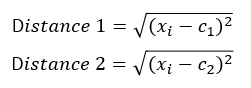 Distance 1 = √(xᵢ − c₁)²
Distance 2 = √(xᵢ − c₂)²